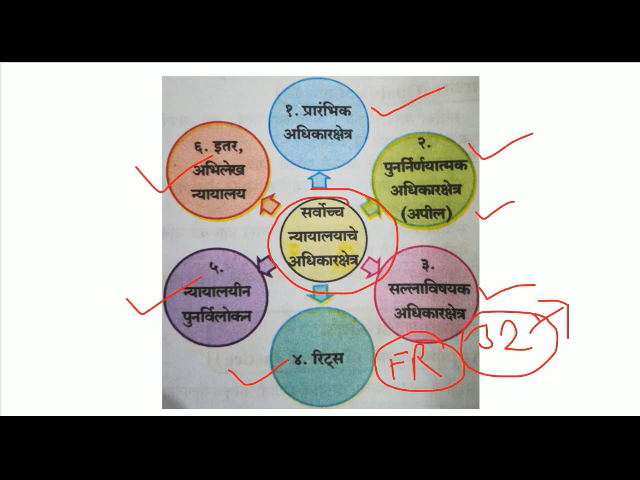 १. प्रारंभिक
अधिकारक्षेत्र
२.
पुनर्निर्णयात्मक
अधिकारक्षेत्र
(अपील)
३.
सल्लाविषयक
अधिकारक्षेत्र
४. रिट्स
५.
न्यायालयीन
पुनर्विलोकन
६. इतर,
अभिलेख
न्यायालय
सर्वोच्च
न्यायालयाचे
अधिकारक्षेत्र
FR
32